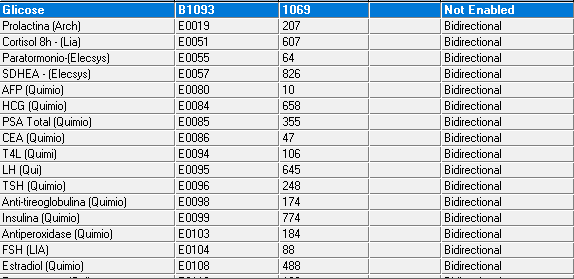 Glicose B1093 1069 Not Enabled
Prolactina (Arch) E0019 207 Bidirectional
Cortisol 8h - (Lia) E0051 607 Bidirectional
Paratormonio-(Elecsys) E0055 64 Bidirectional
SDHEA - (Elecsys) E0057 826 Bidirectional
AFP (Quimio) E0080 10 Bidirectional
HCG (Quimio) E0084 658 Bidirectional
PSA Total (Quimio) E0085 355 Bidirectional
CEA (Quimio) E0086 47 Bidirectional
T4L (Quimi) E0094 106 Bidirectional
LH (Qui) E0095 645 Bidirectional
TSH (Quimio) E0096 248 Bidirectional
Anti-tireoglobulina (Quimio) E0098 174 Bidirectional
Insulina (Quimio) E0099 774 Bidirectional
Antiperoxidase (Quimio) E0103 184 Bidirectional
FSH (LIA) E0104 88 Bidirectional
Estradiol (Quimio) E0108 488 Bidirectional